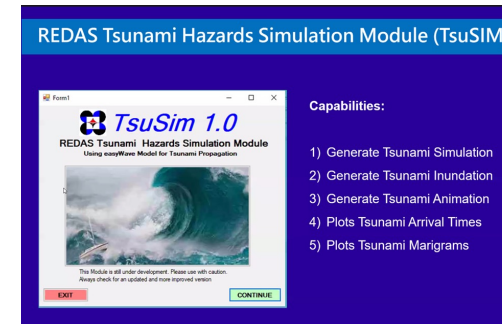 REDAS Tsunami Hazards Simulation Module (TsuSIM
Form1
TsuSim 1.0
REDAS Tsunami Hazards Simulation Module
Using easyWave Model for Tsunami Propagation
This Module is still under development. Please use with caution.
Always check for an updated and more improved version
EXIT
CONTINUE
Capabilities:
1) Generate Tsunami Simulation
2) Generate Tsunami Inundation
3) Generate Tsunami Animation
4) Plots Tsunami Arrival Times
5) Plots Tsunami Marigrams